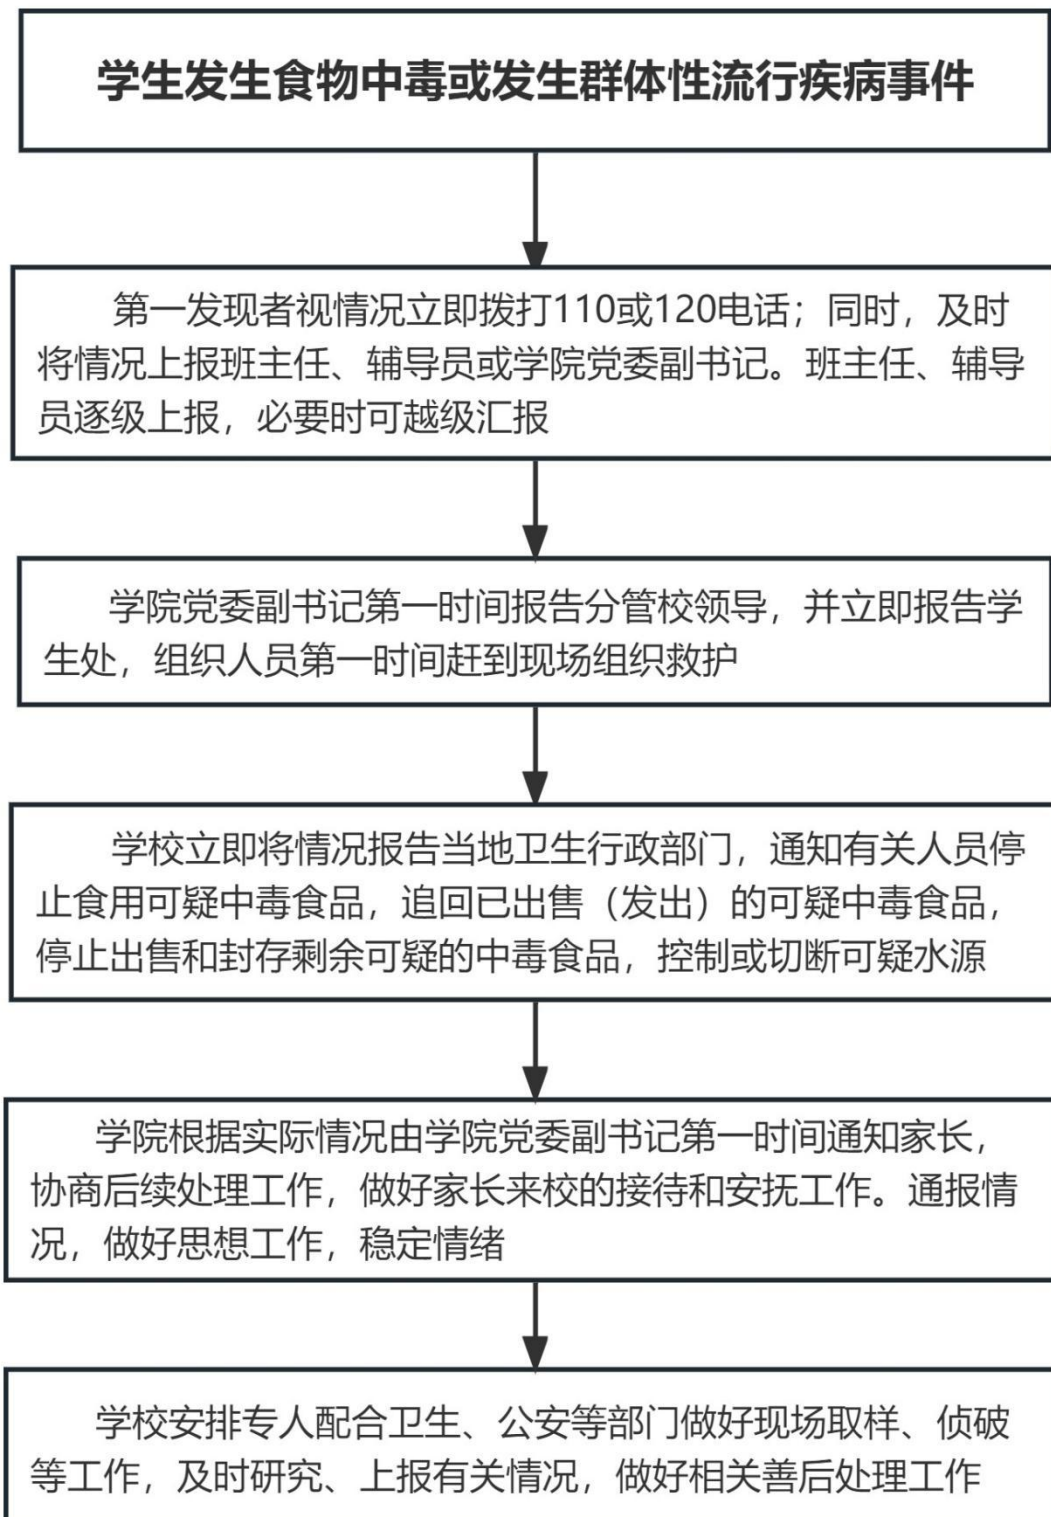 学生发生食物中毒或发生群体性流行疾病事件
第一发现者视情况立即拨打110或120电话；同时，及时
将情况上报班主任、辅导员或学院党委副书记。班主任、辅导
员逐级上报，必要时可越级汇报
学院党委副书记第一时间报告分管校领导，并立即报告学
生处，组织人员第一时间赶到现场组织救护
学校立即将情况报告当地卫生行政部门，通知有关人员停
止食用可疑中毒食品，追回已出售（发出）的可疑中毒食品，
停止出售和封存剩余可疑的中毒食品，控制或切断可疑水源
学院根据实际情况由学院党委副书记第一时间通知家长，
协商后续处理工作，做好家长来校的接待和安抚工作。通报情
况，做好思想工作，稳定情绪
学校安排专人配合卫生、公安等部门做好现场取样、侦破
等工作，及时研究、上报有关情况，做好相关善后处理工作